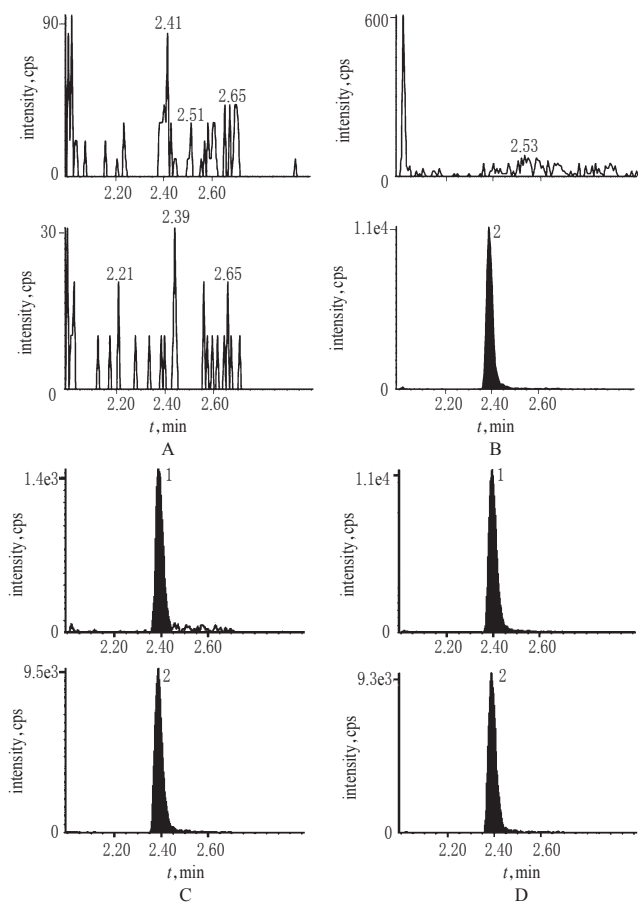 90
2.41
2.51
2.65
0
2.20 2.40 2.60
intensity,cps
600
2.53
0
intensity,cps
30
2.39
2.21
2.65
0
2.20 2.40 2.60
intensity,cps
t,min
A
1.1e4
2
0
2.20 2.40 2.60
intensity,cps
t,min
B
1.4e3
1
0
2.20 2.40 2.60
intensity,cps
1.1e4
1
0
2.20 2.40 2.60
intensity,cps
9.5e3
2
0
2.20 2.40 2.60
intensity,cps
t,min
C
9.3e3
2
0
2.20 2.40 2.60
intensity,cps
t,min
D